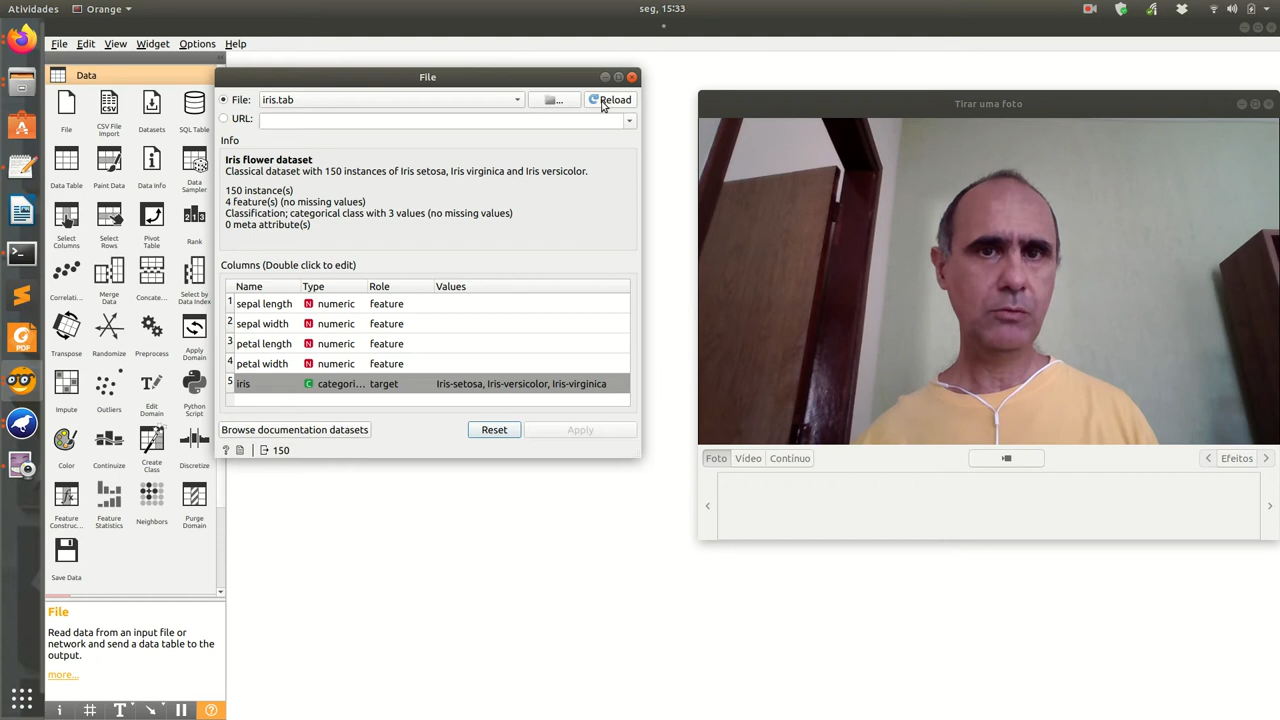 Atividades
Orange
seg, 15:33
File Edit View Widget Options Help
Data
File
CSV File Import
Datasets
SQL Table
Data Table
Paint Data
Data Info
Data Sampler
Select Columns
Select Rows
Pivot Table
Rank
Correlati...
Merge Data
Concate...
Select by Data Index
Transpose
Randomize
Preprocess
Apply Domain
Impute
Outliers
Edit Domain
Python Script
Color
Continuize
Create Class
Discretize
Feature Construc...
Feature Statistics
Neighbors
Purge Domain
Save Data
File
Read data from an input file or
network and send a data table to the
output.
more...
File
File: iris.tab ... Reload
URL:
Info
Iris flower dataset
Classical dataset with 150 instances of Iris setosa, Iris virginica and Iris versicolor.
150 instance(s)
4 feature(s) (no missing values)
Classification; categorical class with 3 values (no missing values)
0 meta attribute(s)
Columns (Double click to edit)
Name Type Role Values
1 sepal length N numeric feature
2 sepal width N numeric feature
3 petal length N numeric feature
4 petal width N numeric feature
5 iris C categori... target Iris-setosa, Iris-versicolor, Iris-virginica
Browse documentation datasets Reset Apply
? 150
Tirar uma foto
Foto Vídeo Contínuo Efeitos